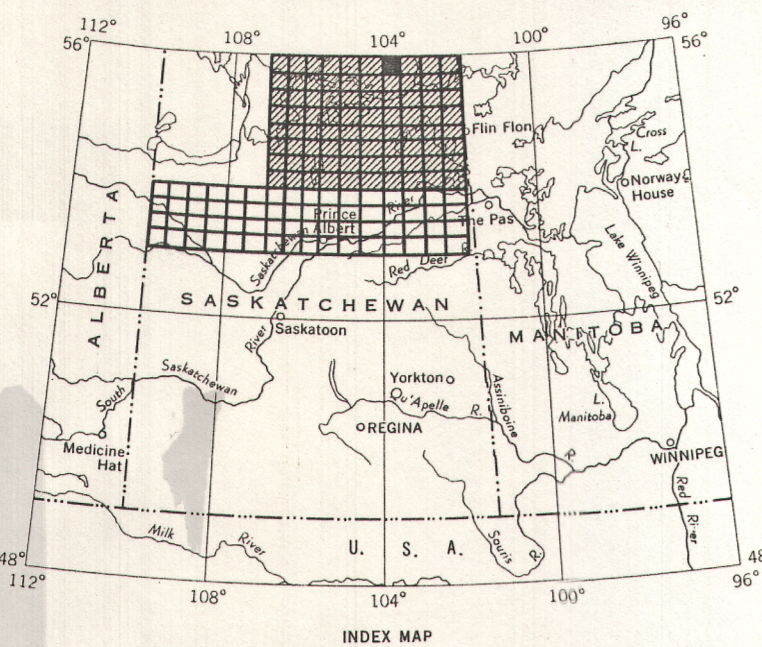 112°
108°
104°
100°
96°
56°
56°
Flin Flon
Cross
L.
Norway
House
Prince
Albert
River
Saskatchewan
The Pas
Red Deer R.
Lake Winnipeg
ALBERTA
SASKATCHEWAN
MANITOBA
52°
52°
Saskatoon
River
Saskatchewan
South
Yorkton
Qu'Apelle R.
Assiniboine
R.
L.
Manitoba
REGINA
Medicine
Hat
WINNIPEG
Red River
Milk River
U. S. A.
Souris R.
48°
48°
112°
108°
104°
100°
96°
INDEX MAP